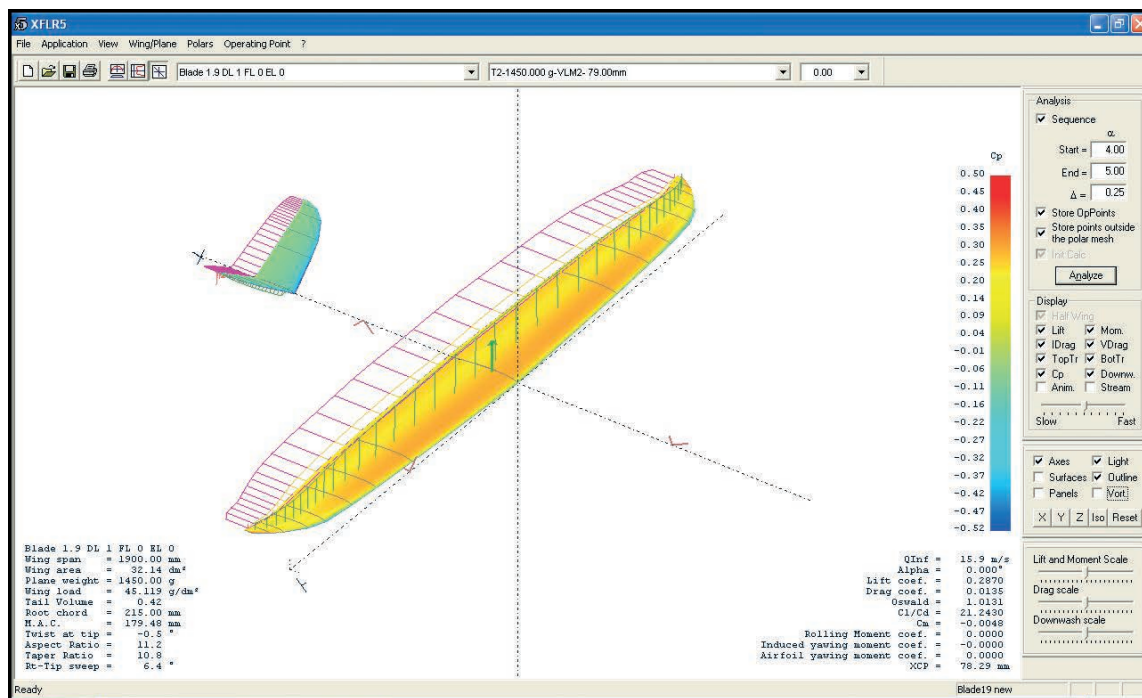 XFLR5
File Application View Wing/Plane Polars Operating Point ?
Blade 1.9 DL 1 FL 0 EL 0 T2-1450.000 g-VLM2- 79.00mm 0.00
Analysis
Sequence
α
Start = 4.00
End = 5.00
Δ = 0.25
Store OpPoints
Store points outside
the polar mesh
Init Calc
Analyze
Display
Half Wing
Lift Mom.
IDrag VDrag
TopTr BotTr
Cp Downw.
Anim. Stream
Slow Fast
Axes Light
Surfaces Outline
Panels Vort.
X Y Z Iso Reset
Lift and Moment Scale
Drag scale
Downwash scale
Cp
0.50
0.45
0.40
0.35
0.30
0.25
0.20
0.14
0.09
0.04
-0.01
-0.06
-0.11
-0.16
-0.22
-0.27
-0.32
-0.37
-0.42
-0.47
-0.52
X
Y
Blade 1.9 DL 1 FL 0 EL 0
Wing span = 1900.00 mm
Wing area = 32.14 dm²
Plane weight = 1450.00 g
Wing load = 45.119 g/dm²
Tail Volume = 0.42
Root chord = 215.00 mm
M.A.C. = 179.48 mm
Twist at tip = -0.5 °
Aspect Ratio = 11.2
Taper Ratio = 10.8
Rt-Tip sweep = 6.4 °
QInf = 15.9 m/s
Alpha = 0.000°
Lift coef. = 0.2870
Drag coef. = 0.0135
Oswald = 1.0131
Cl/Cd = 21.2430
Cm = -0.0048
Rolling Moment coef. = 0.0000
Induced yawing moment coef. = -0.0000
Airfoil yawing moment coef. = 0.0000
XCP = 78.29 mm
Ready Blade19 new